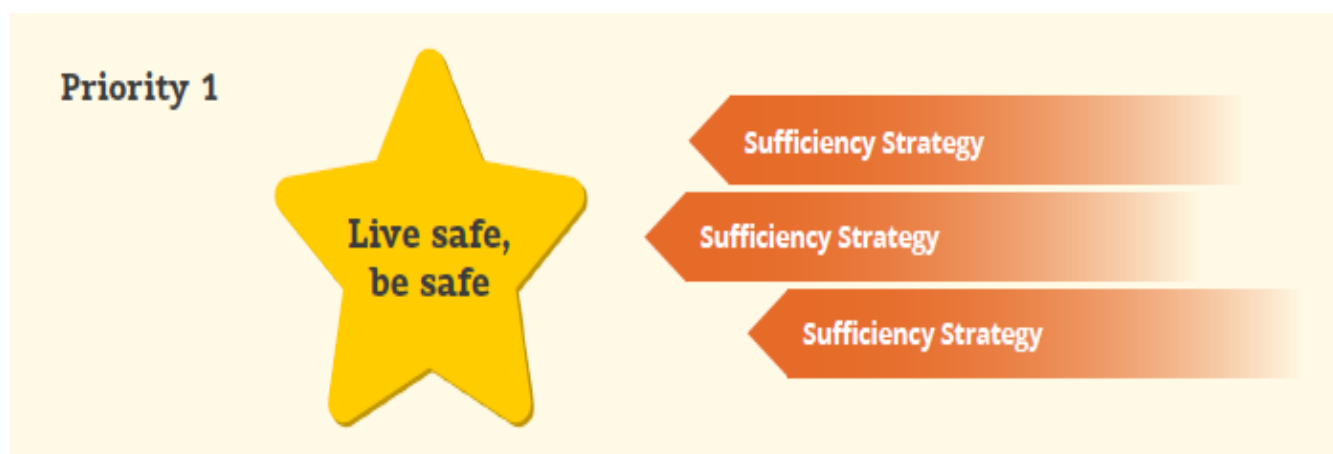 Priority 1
Live safe,
be safe
Sufficiency Strategy
Sufficiency Strategy
Sufficiency Strategy